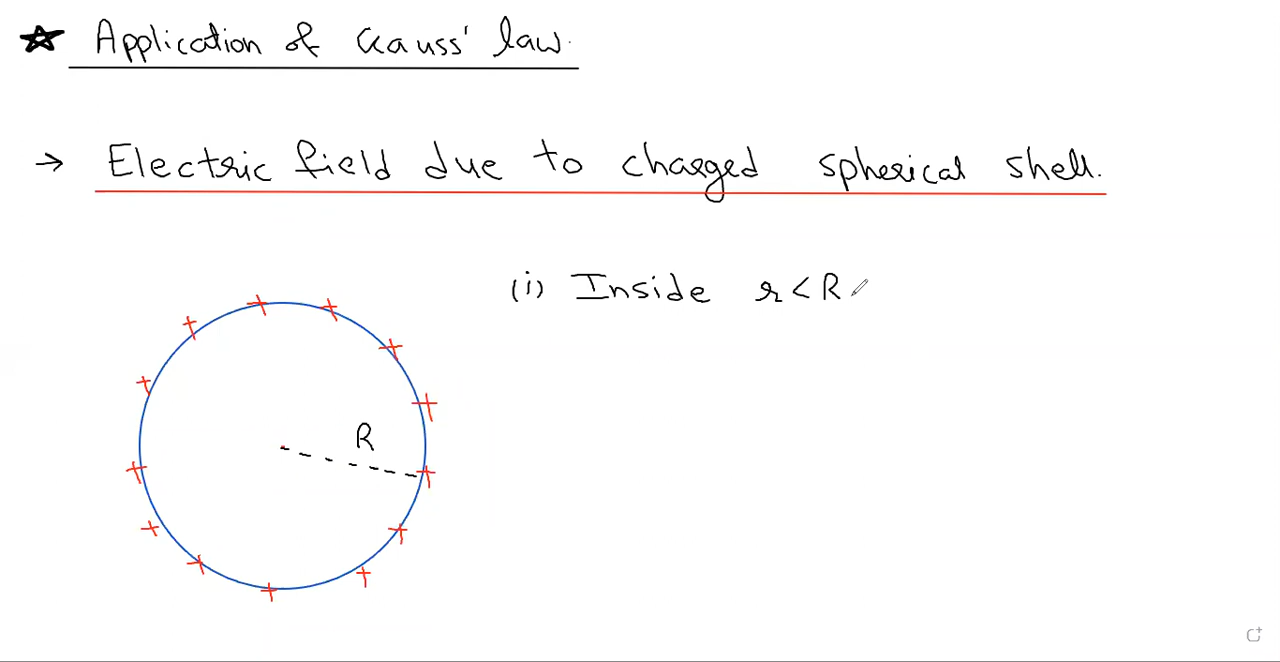 ★ Application of Gauss' law.
→ Electric field due to charged spherical shell.
(i) Inside r<R
R